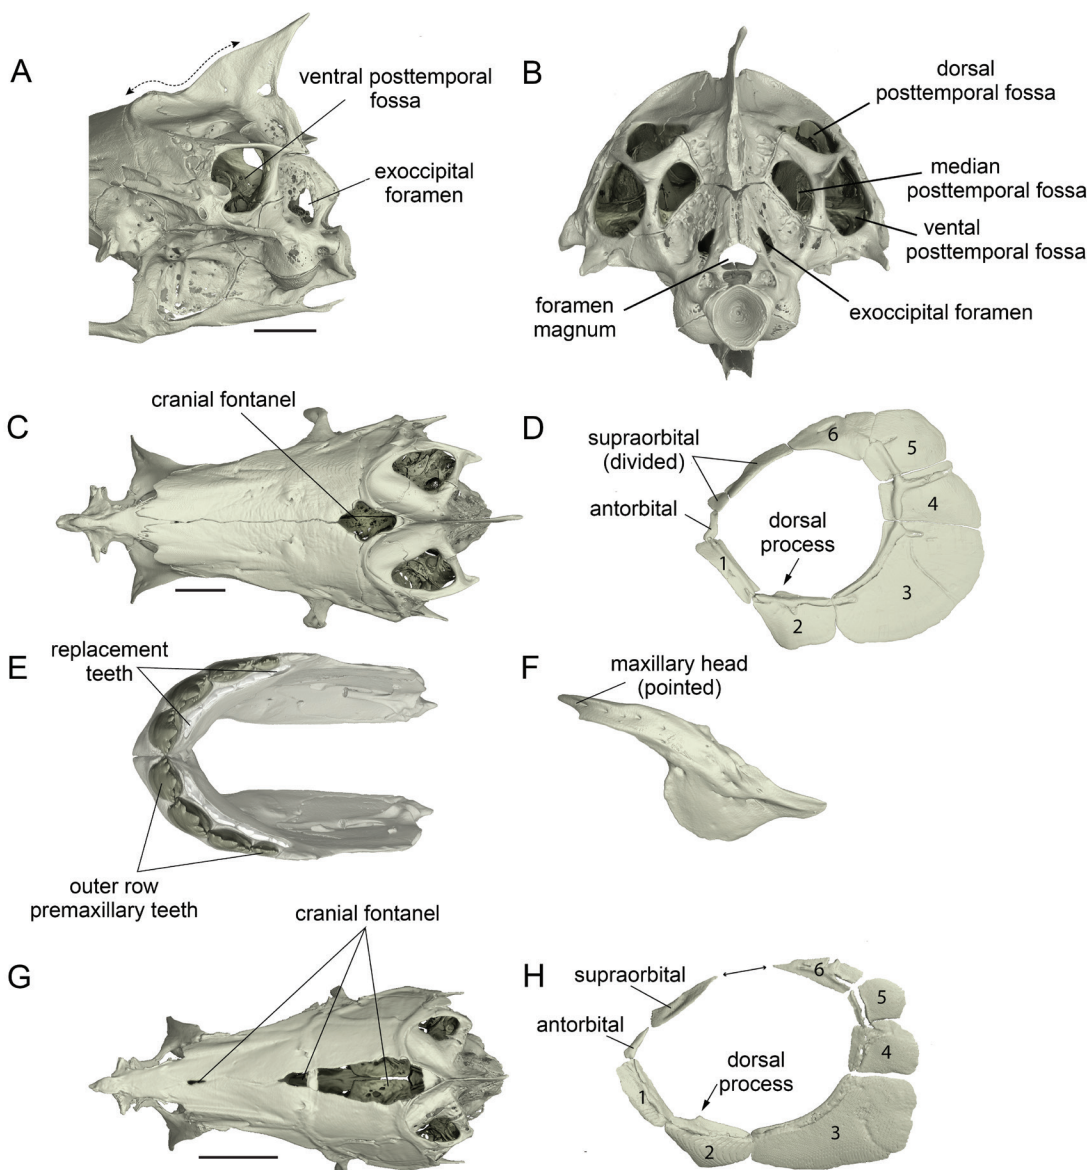 A
ventral posttemporal
fossa
exoccipital
foramen
B
dorsal
posttemporal fossa
median
posttemporal fossa
vental
posttemporal fossa
foramen
magnum
exoccipital foramen
C
cranial fontanel
D
supraorbital
(divided)
antorbital
dorsal
process
1
2
3
4
5
6
E
replacement
teeth
outer row
premaxillary teeth
F
maxillary head
(pointed)
G
cranial fontanel
H
supraorbital
antorbital
dorsal
process
1
2
3
4
5
6